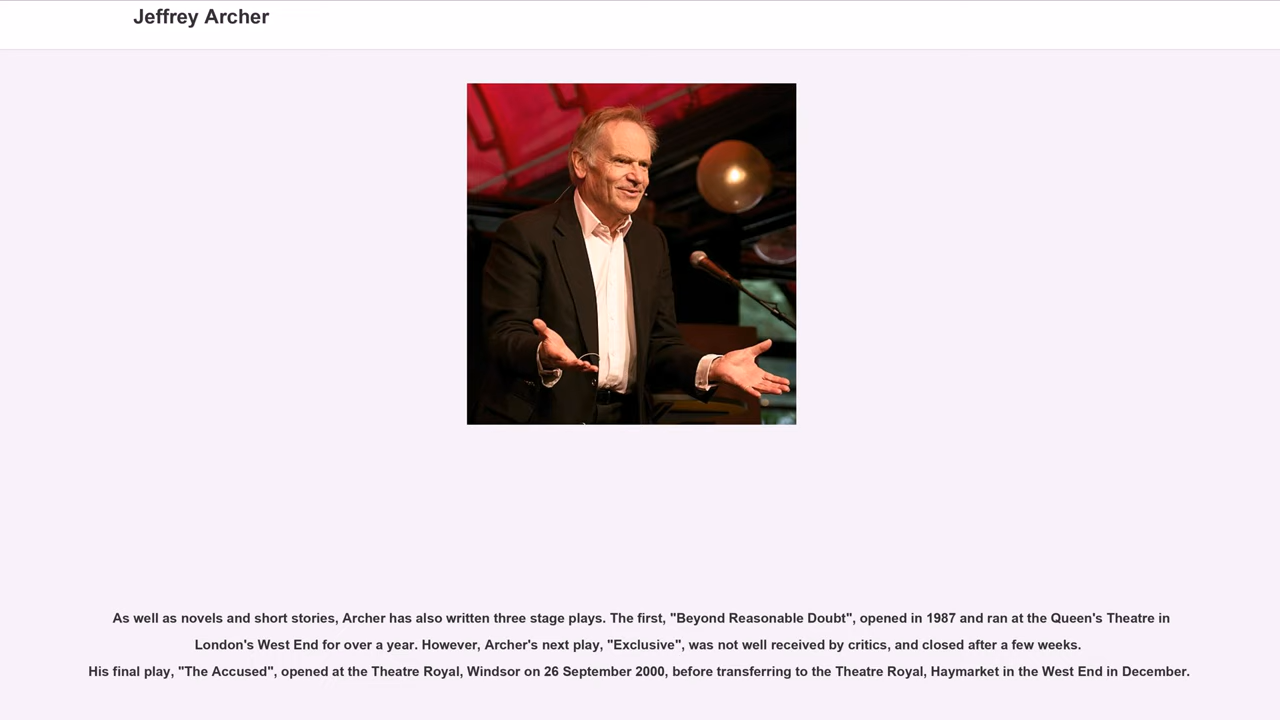 Jeffrey Archer
As well as novels and short stories, Archer has also written three stage plays. The first, "Beyond Reasonable Doubt", opened in 1987 and ran at the Queen's Theatre in
London's West End for over a year. However, Archer's next play, "Exclusive", was not well received by critics, and closed after a few weeks.
His final play, "The Accused", opened at the Theatre Royal, Windsor on 26 September 2000, before transferring to the Theatre Royal, Haymarket in the West End in December.